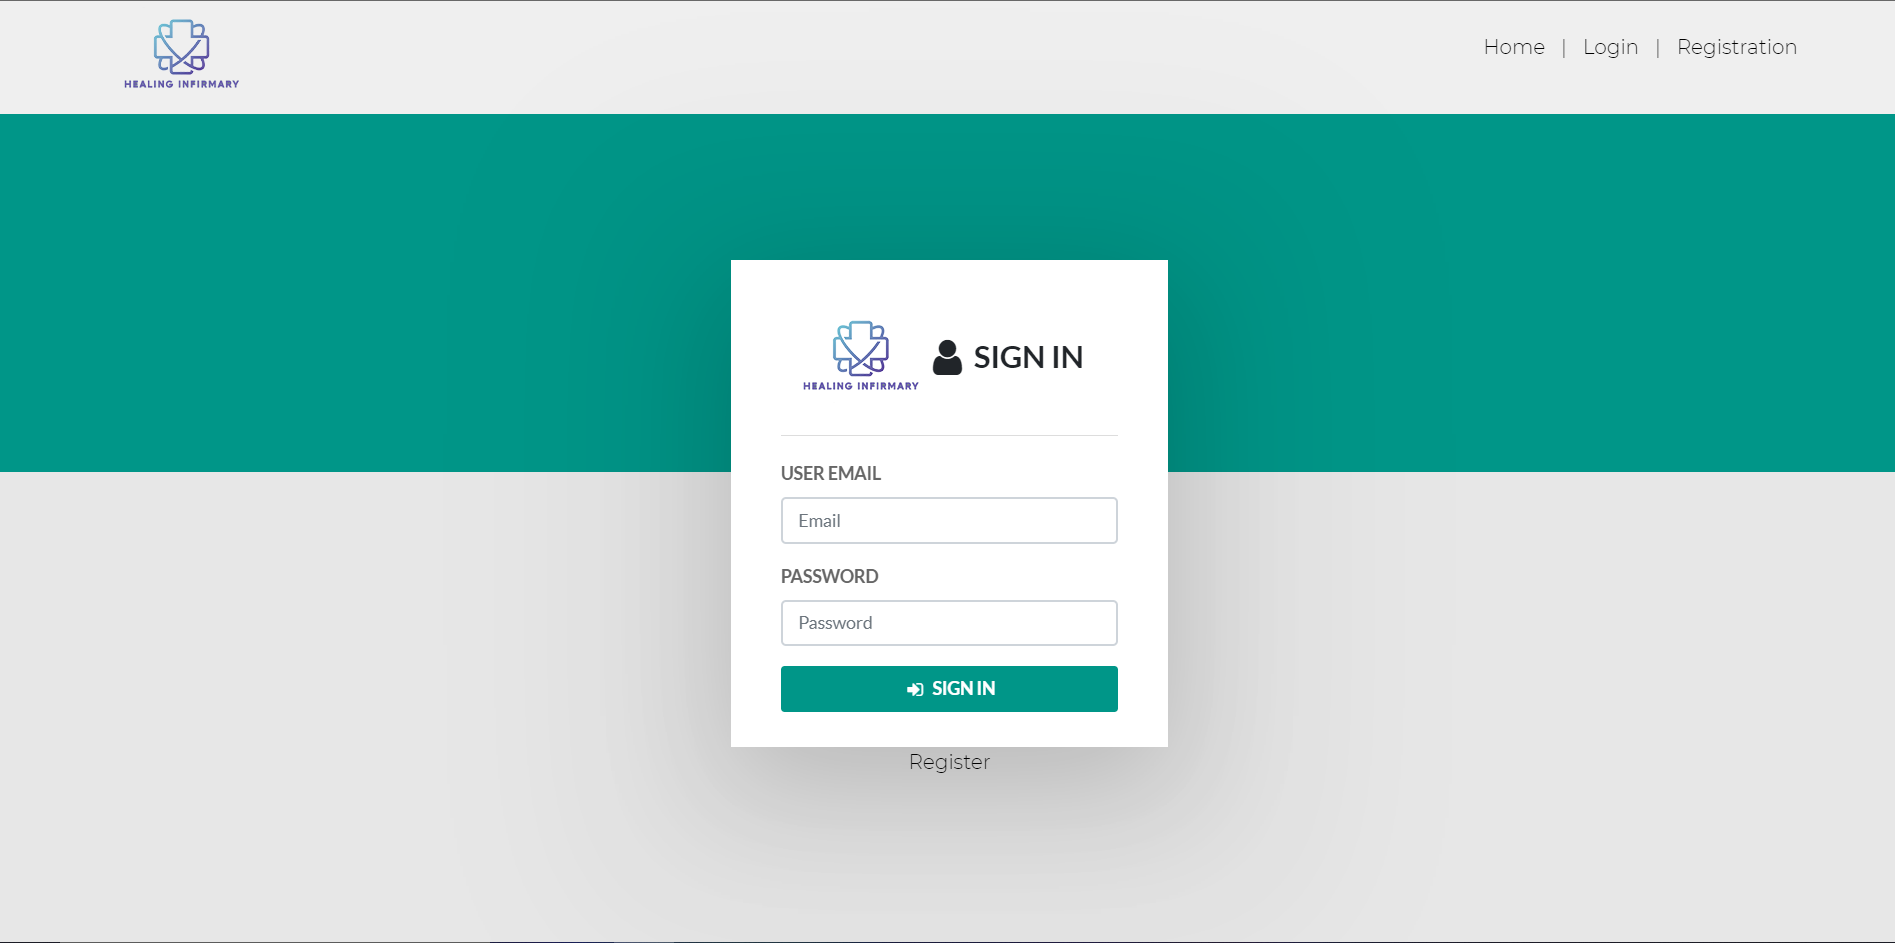 HEALING INFIRMARY
Home | Login | Registration
HEALING INFIRMARY
SIGN IN
USER EMAIL
Email
PASSWORD
Password
SIGN IN
Register